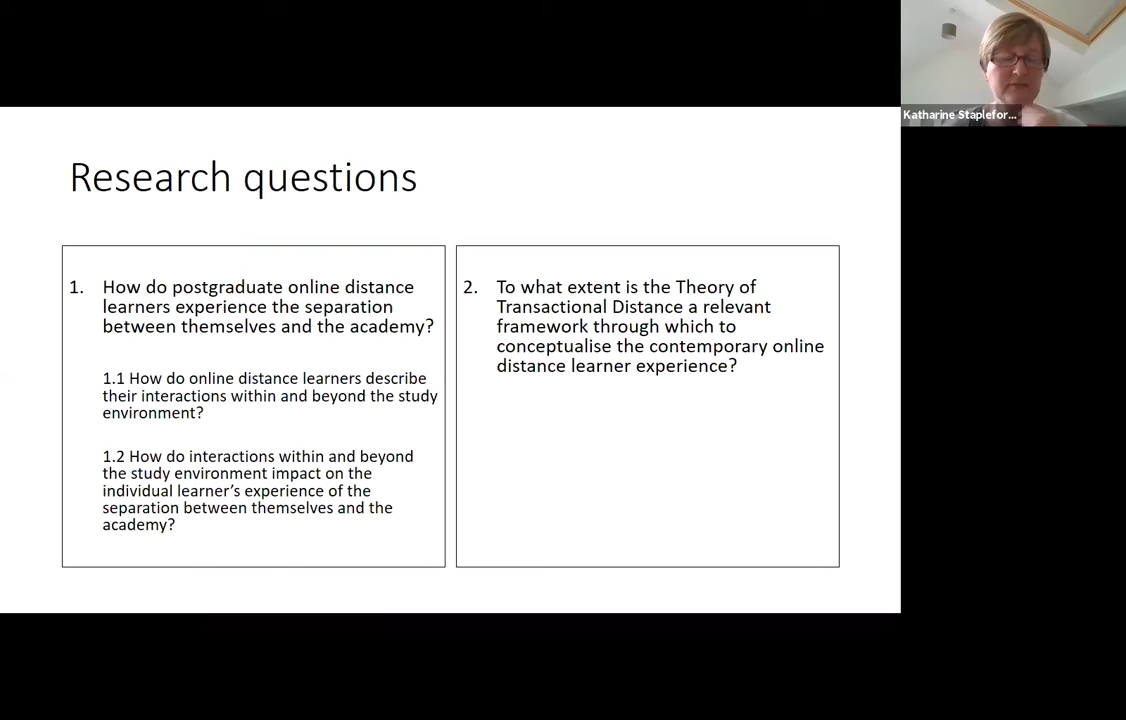 Katharine Staplefor...
Research questions
1. How do postgraduate online distance
learners experience the separation
between themselves and the academy?
1.1 How do online distance learners describe
their interactions within and beyond the study
environment?
1.2 How do interactions within and beyond
the study environment impact on the
individual learner’s experience of the
separation between themselves and the
academy?
2. To what extent is the Theory of
Transactional Distance a relevant
framework through which to
conceptualise the contemporary online
distance learner experience?